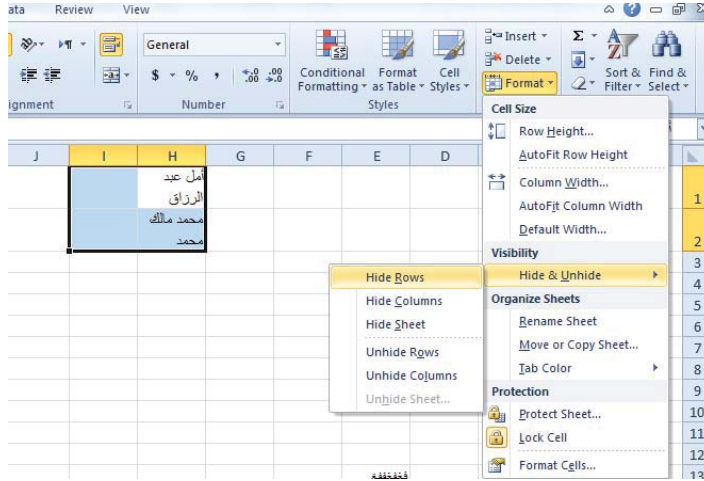 ata Review View
General
Conditional Formatting Format as Table Cell Styles
Insert
Delete
Format
Σ
Sort & Filter Find & Select
$ % , .00 .00
ignment Number Styles
Cell Size
Row Height...
AutoFit Row Height
Column Width...
AutoFit Column Width
Default Width...
Visibility
Hide & Unhide
Organize Sheets
Rename Sheet
Move or Copy Sheet...
Tab Color
Protection
Protect Sheet...
Lock Cell
Format Cells...
Hide Rows
Hide Columns
Hide Sheet
Unhide Rows
Unhide Columns
Unhide Sheet...
J I H G F E D
أمل عبد
الرزاق
محمد مالك
محمد
1
2
3
4
5
6
7
8
9
10
11
12
13